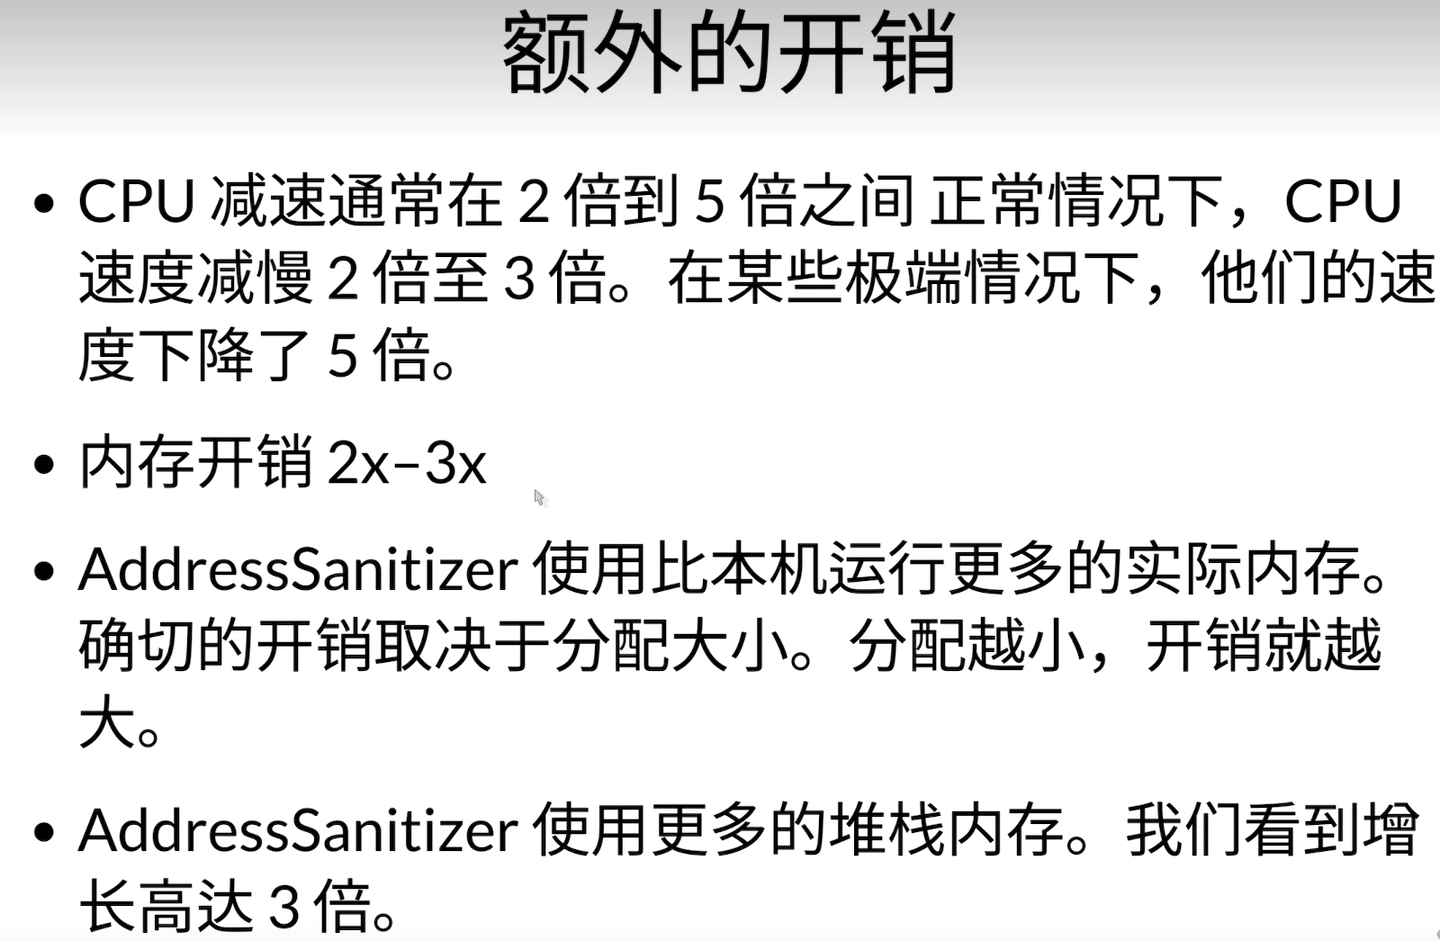 额外的开销
• CPU 减速通常在 2 倍到 5 倍之间 正常情况下，CPU
速度减慢 2 倍至 3 倍。在某些极端情况下，他们的速
度下降了 5 倍。
• 内存开销 2x–3x
• AddressSanitizer 使用比本机运行更多的实际内存。
确切的开销取决于分配大小。分配越小，开销就越
大。
• AddressSanitizer 使用更多的堆栈内存。我们看到增
长高达 3 倍。